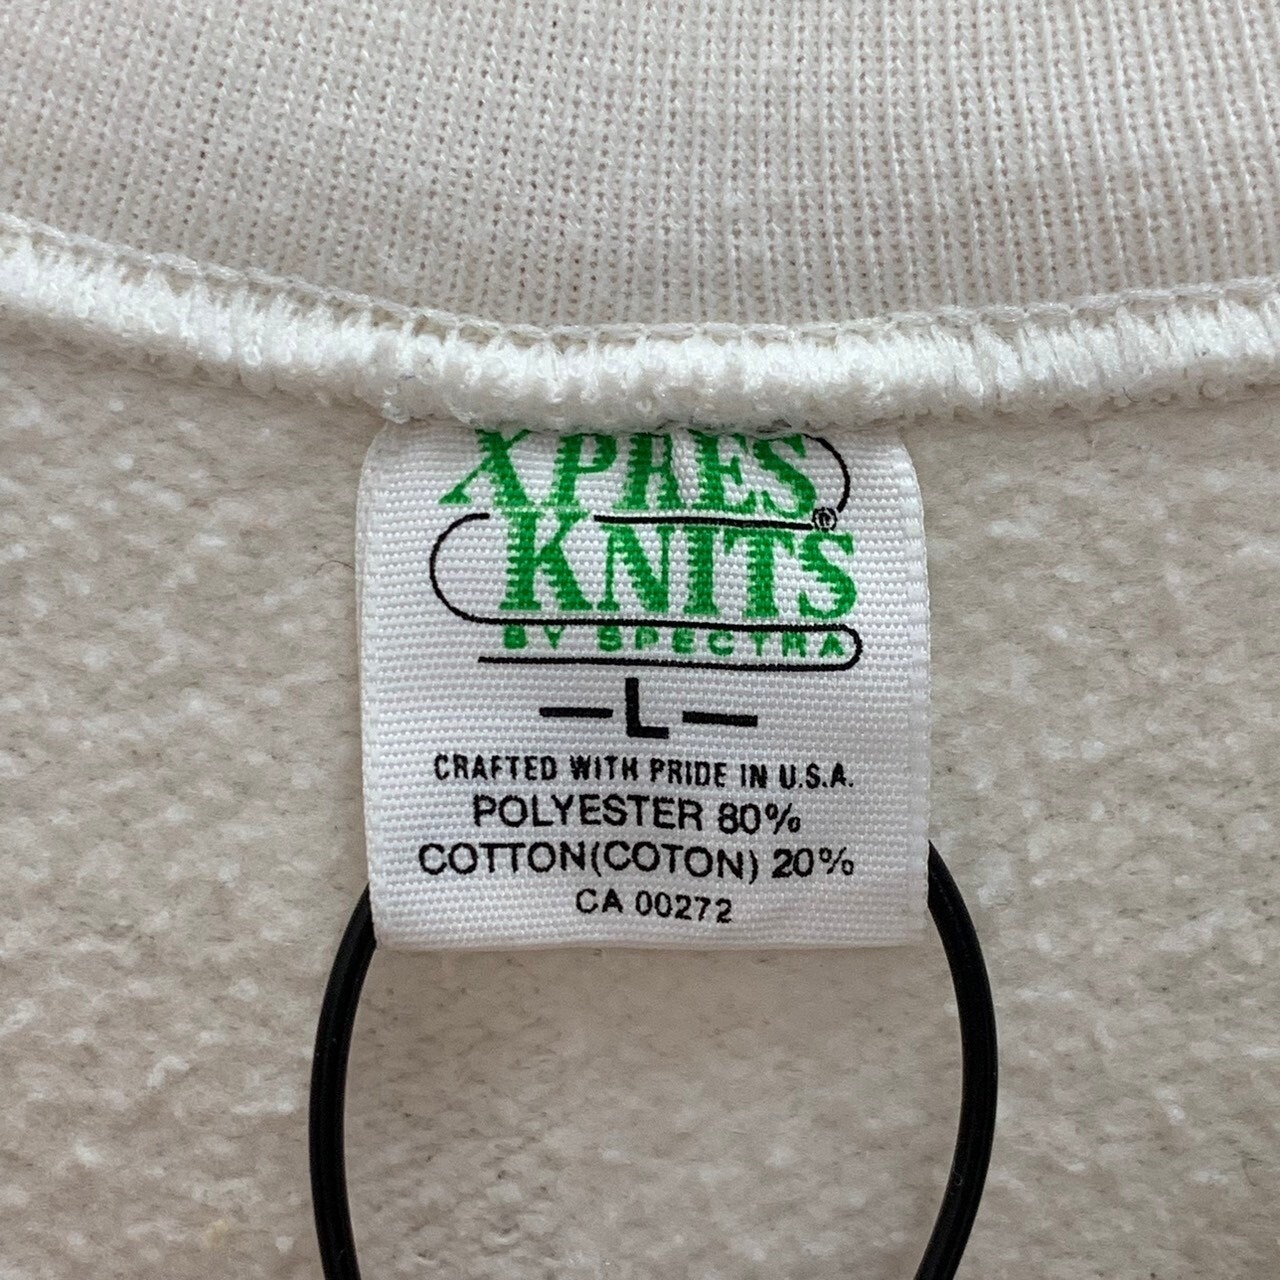 XPRES
KNITS®
BY SPECTRA
—L—
CRAFTED WITH PRIDE IN U.S.A.
POLYESTER 80%
COTTON(COTON) 20%
CA 00272